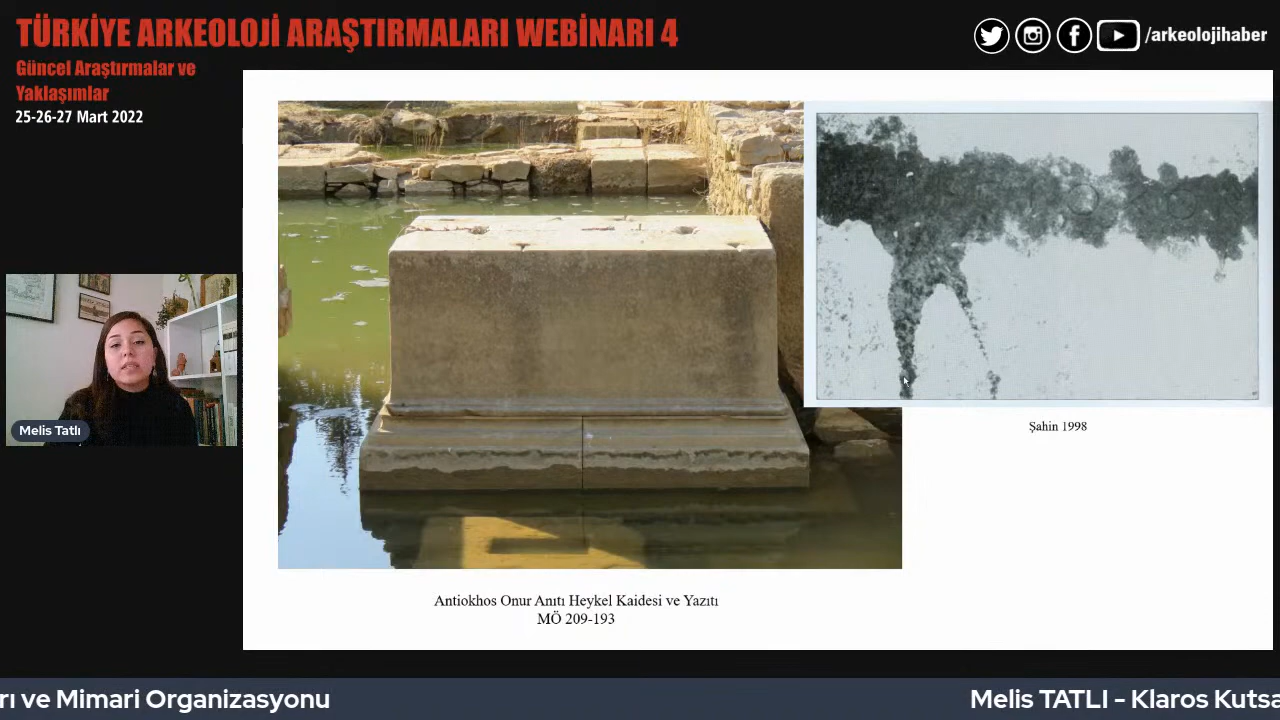 TÜRKİYE ARKEOLOJİ ARAŞTIRMALARI WEBİNARI 4
Güncel Araştırmalar ve
Yaklaşımlar
25-26-27 Mart 2022
/arkeolojihaber
Melis Tatlı
Şahin 1998
Antiokhos Onur Anıtı Heykel Kaidesi ve Yazıtı
MÖ 209-193
rı ve Mimari Organizasyonu
Melis TATLI - Klaros Kutsa